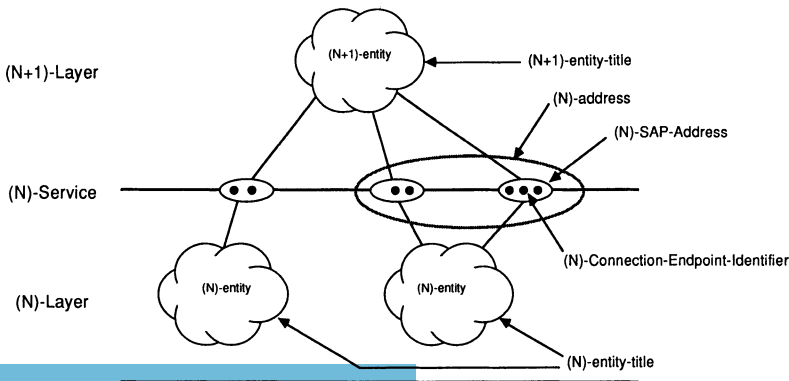 (N+1)-entity
(N+1)-Layer
(N+1)-entity-title
(N)-address
(N)-SAP-Address
(N)-Service
(N)-Connection-Endpoint-Identifier
(N)-entity
(N)-entity
(N)-Layer
(N)-entity-title